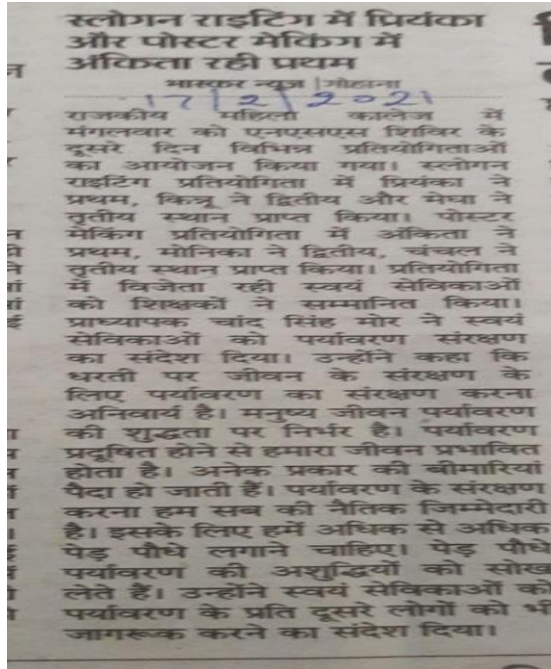 स्लोगन राइटिंग में प्रियंका
और पोस्टर मेकिंग में
अंकिता रही प्रथम
भास्कर न्यूज | गोहाना
17/2/2021
राजकीय महिला कालेज में
मंगलवार को एनएसएस शिविर के
दूसरे दिन विभिन्न प्रतियोगिताओं
का आयोजन किया गया। स्लोगन
राइटिंग प्रतियोगिता में प्रियंका ने
प्रथम, किन्नू ने द्वितीय और मेघा ने
तृतीय स्थान प्राप्त किया। पोस्टर
मेकिंग प्रतियोगिता में अंकिता ने
प्रथम, मोनिका ने द्वितीय, चंचल ने
तृतीय स्थान प्राप्त किया। प्रतियोगिता
में विजेता रही स्वयं सेविकाओं
को शिक्षकों ने सम्मानित किया।
प्राध्यापक चांद सिंह मोर ने स्वयं
सेविकाओं को पर्यावरण संरक्षण
का संदेश दिया। उन्होंने कहा कि
धरती पर जीवन के संरक्षण के
लिए पर्यावरण का संरक्षण करना
अनिवार्य है। मनुष्य जीवन पर्यावरण
की शुद्धता पर निर्भर है। पर्यावरण
प्रदूषित होने से हमारा जीवन प्रभावित
होता है। अनेक प्रकार की बीमारियां
पैदा हो जाती हैं। पर्यावरण के संरक्षण
करना हम सब की नैतिक जिम्मेदारी
है। इसके लिए हमें अधिक से अधिक
पेड़ पौधे लगाने चाहिए। पेड़ पौधे
पर्यावरण की अशुद्धियों को सोख
लेते हैं। उन्होंने स्वयं सेविकाओं को
पर्यावरण के प्रति दूसरे लोगों को भी
जागरूक करने का संदेश दिया।